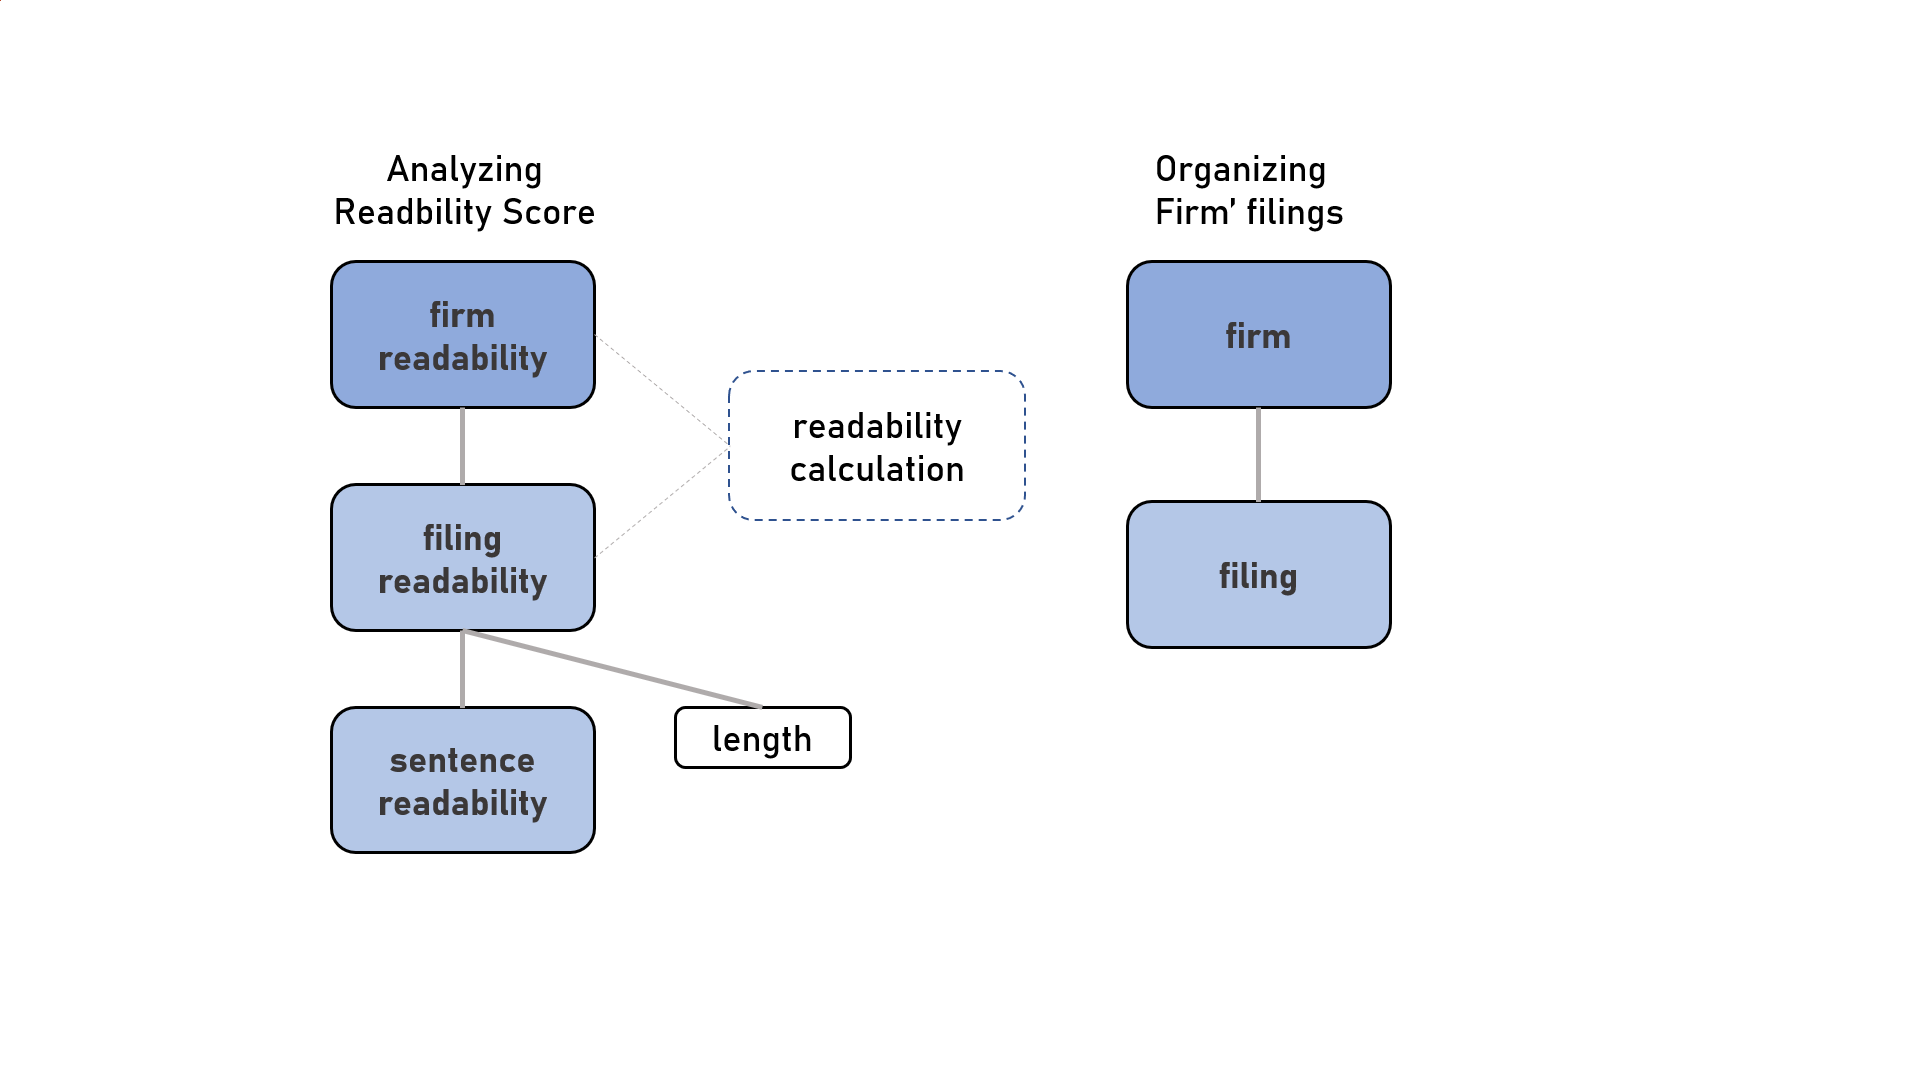 Analyzing
Readbility Score
firm
readability
filing
readability
sentence
readability
readability
calculation
length
Organizing
Firm’ filings
firm
filing